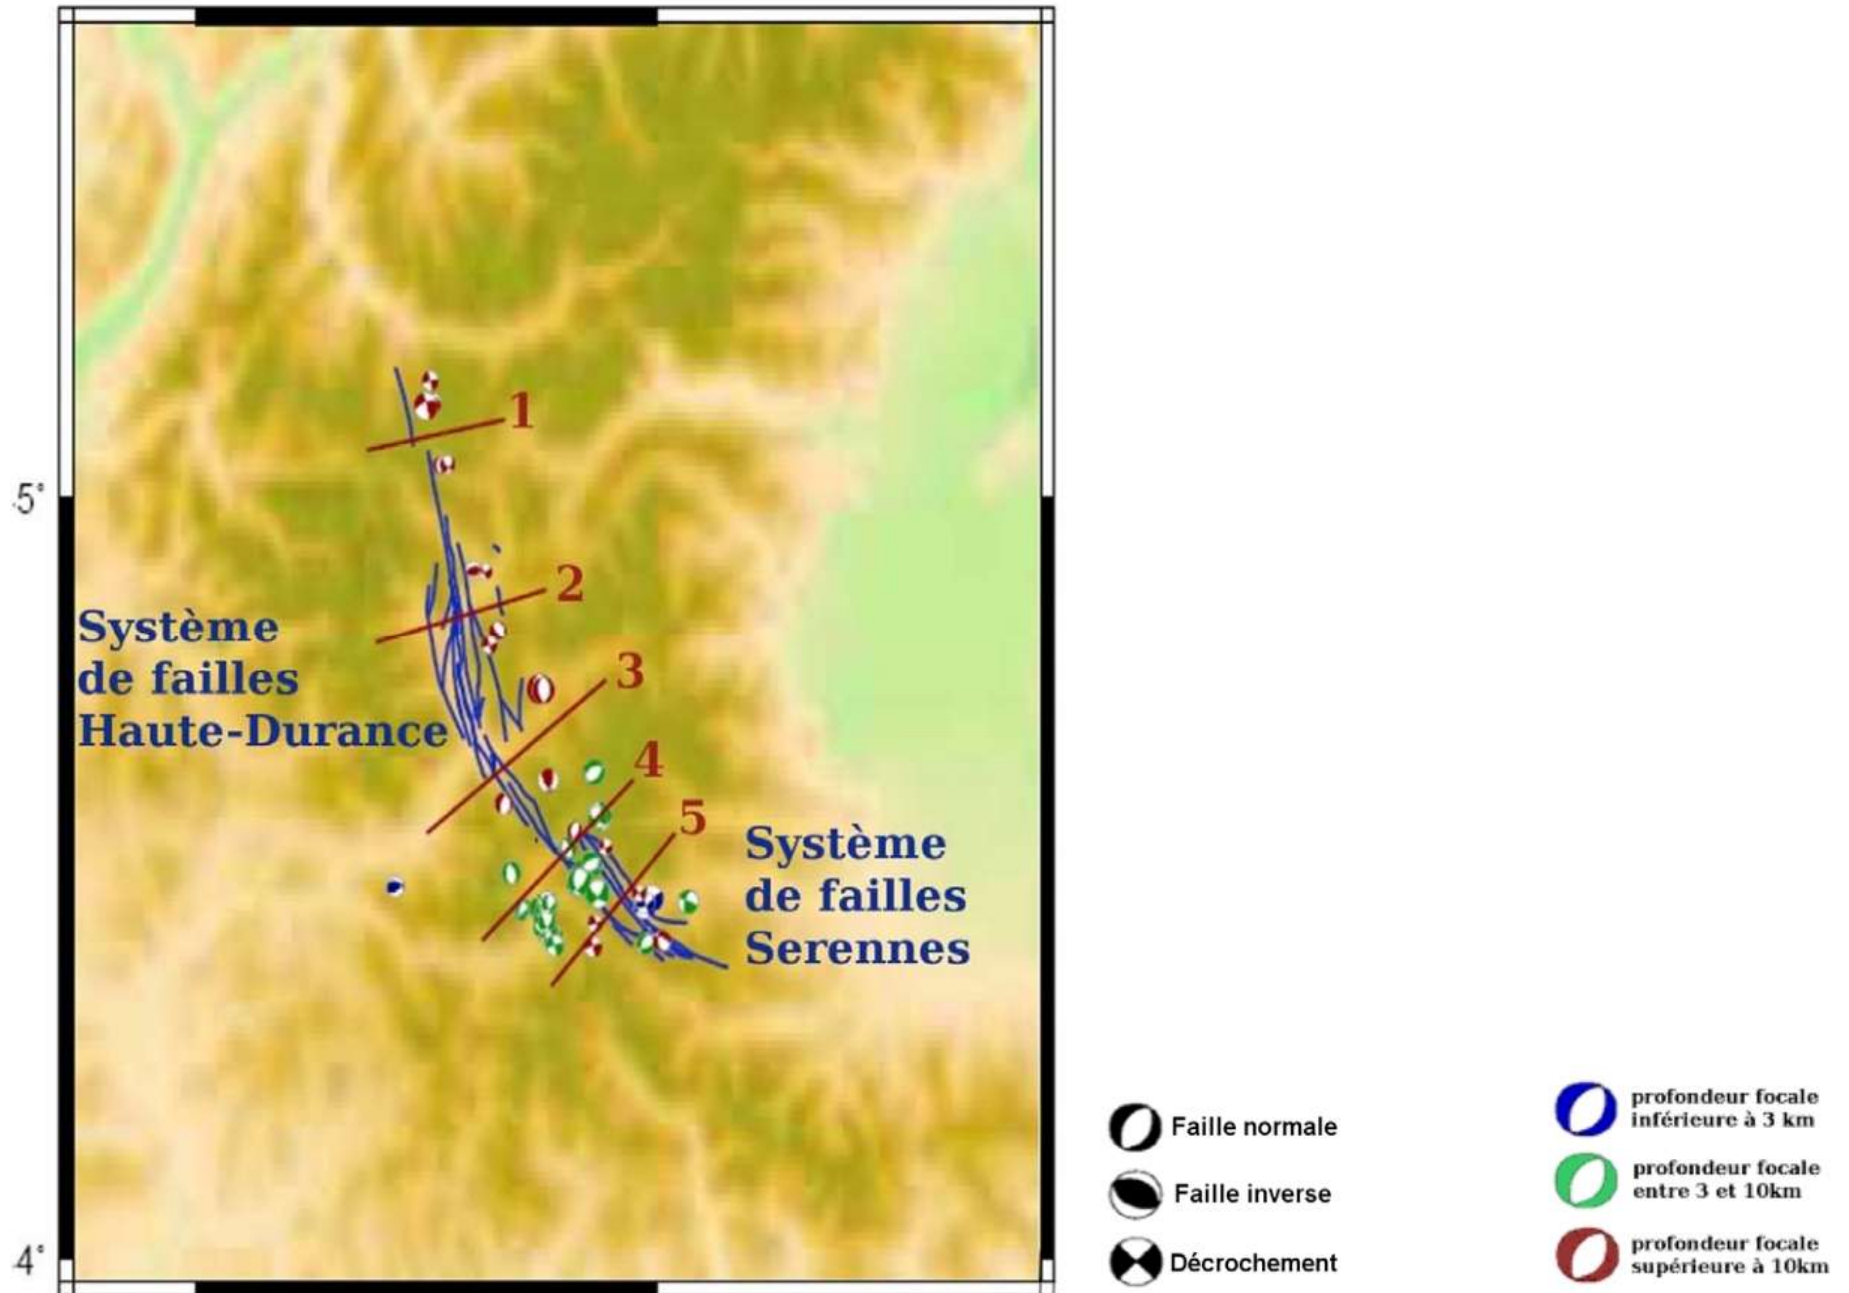 1
5°
2
Système
de failles
Haute-Durance
3
4
5
Système
de failles
Serennes
4°
Faille normale
Faille inverse
Décrochement
profondeur focale
inférieure à 3 km
profondeur focale
entre 3 et 10km
profondeur focale
supérieure à 10km